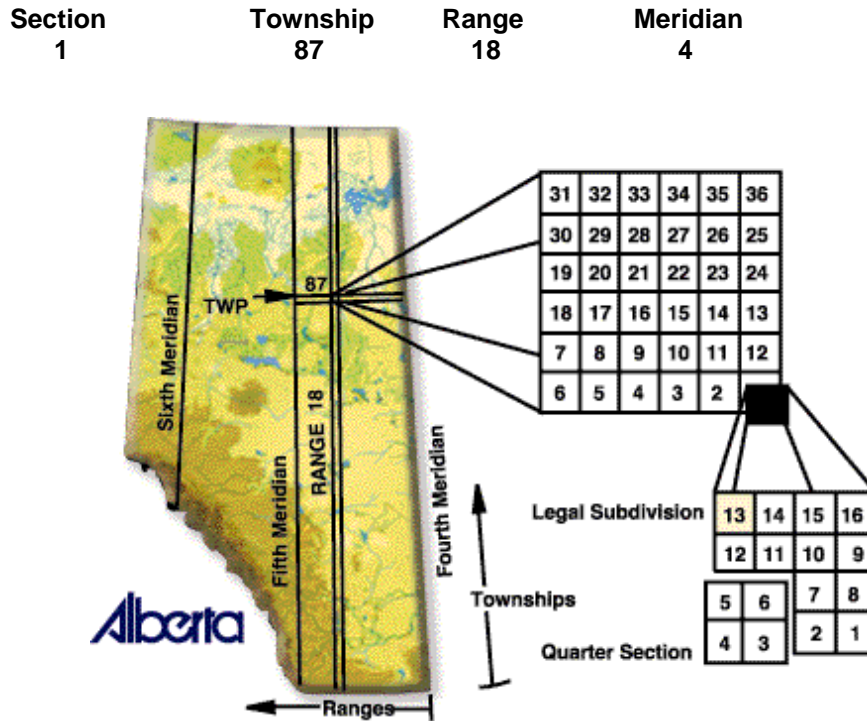 Section Township Range Meridian
1 87 18 4
31 32 33 34 35 36
30 29 28 27 26 25
19 20 21 22 23 24
18 17 16 15 14 13
7 8 9 10 11 12
6 5 4 3 2
87
TWP
RANGE 18
Sixth Meridian
Fifth Meridian
Fourth Meridian
Legal Subdivision
13 14 15 16
12 11 10 9
7 8
2 1
5 6
4 3
Townships
Quarter Section
Alberta
Ranges